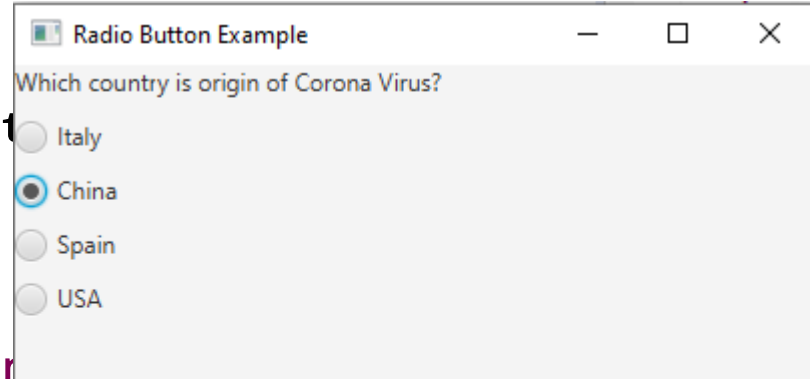 Radio Button Example
Which country is origin of Corona Virus?
Italy
China
Spain
USA